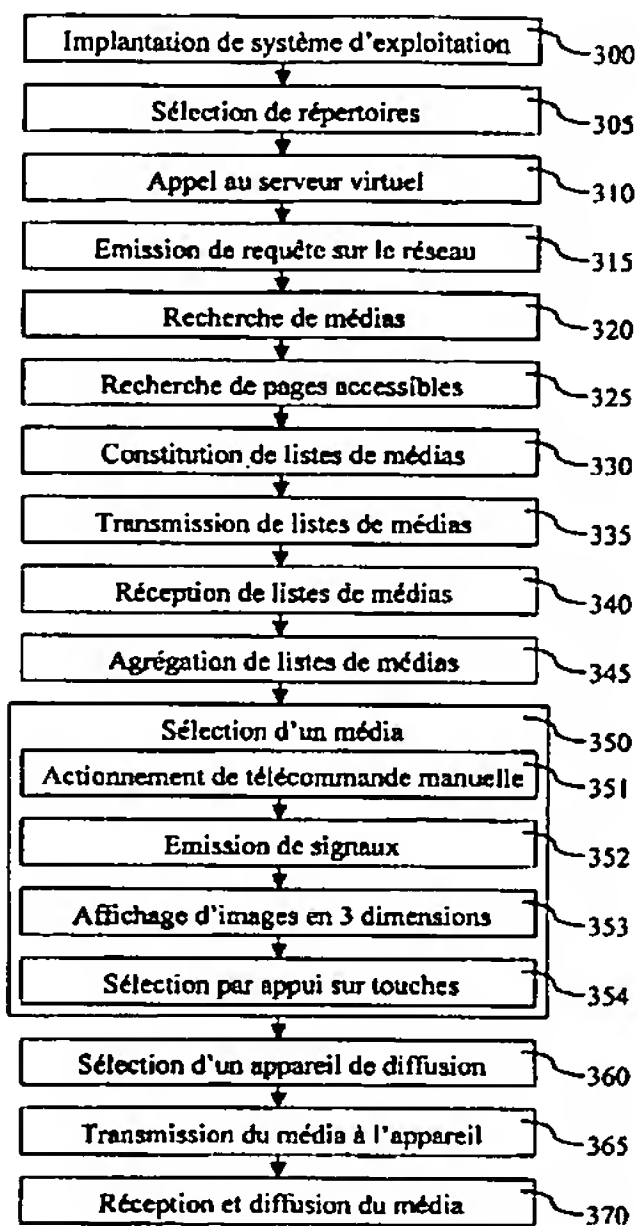 Implantation de système d'exploitation 300
Sélection de répertoires 305
Appel au serveur virtuel 310
Emission de requête sur le réseau 315
Recherche de médias 320
Recherche de pages accessibles 325
Constitution de listes de médias 330
Transmission de listes de médias 335
Réception de listes de médias 340
Agrégation de listes de médias 345
Sélection d'un média 350
Actionnement de télécommande manuelle 351
Emission de signaux 352
Affichage d'images en 3 dimensions 353
Sélection par appui sur touches 354
Sélection d'un appareil de diffusion 360
Transmission du média à l'appareil 365
Réception et diffusion du média 370